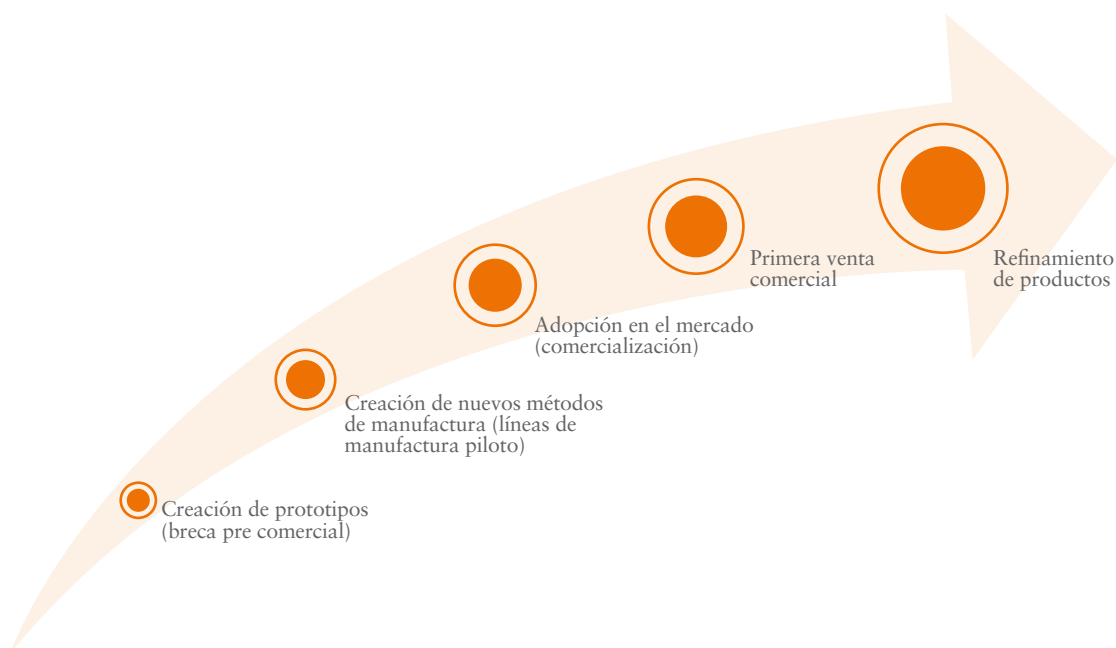 Primera venta
comercial
Refinamiento
de productos
Adopción en el mercado
(comercialización)
Creación de nuevos métodos
de manufactura (líneas de
manufactura piloto)
Creación de prototipos
(breca pre comercial)